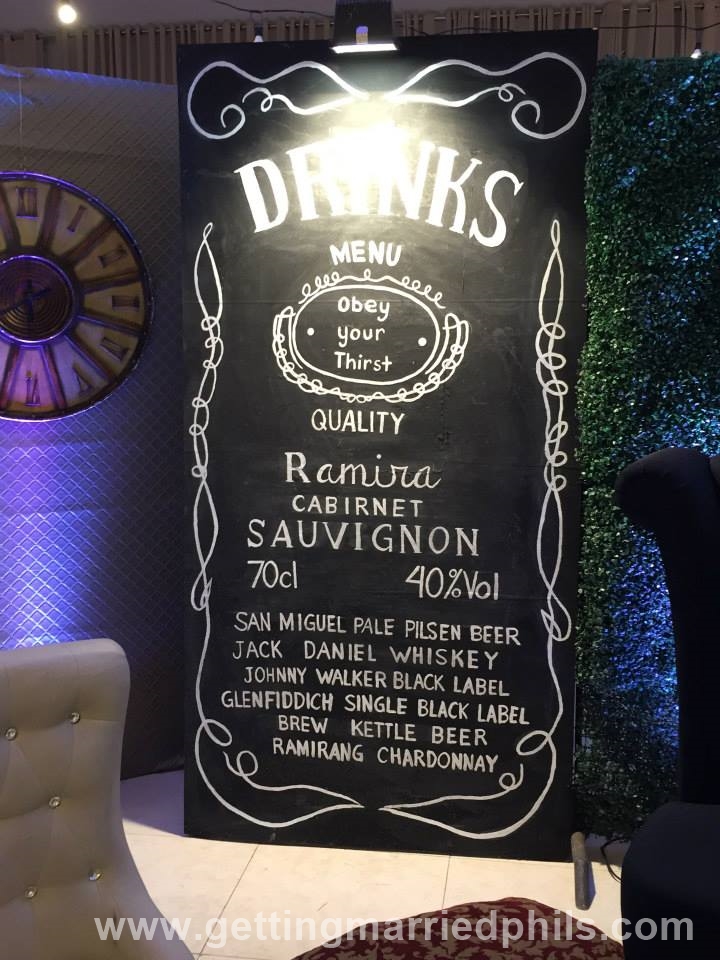 DRINKS
MENU
Obey
your
Thirst
QUALITY
Ramira
CABIRNET
SAUVIGNON
70cl 40%Vol
SAN MIGUEL PALE PILSEN BEER
JACK DANIEL WHISKEY
JOHNNY WALKER BLACK LABEL
GLENFIDDICH SINGLE BLACK LABEL
BREW KETTLE BEER
RAMIRANG CHARDONNAY
www.gettingmarriedphils.com